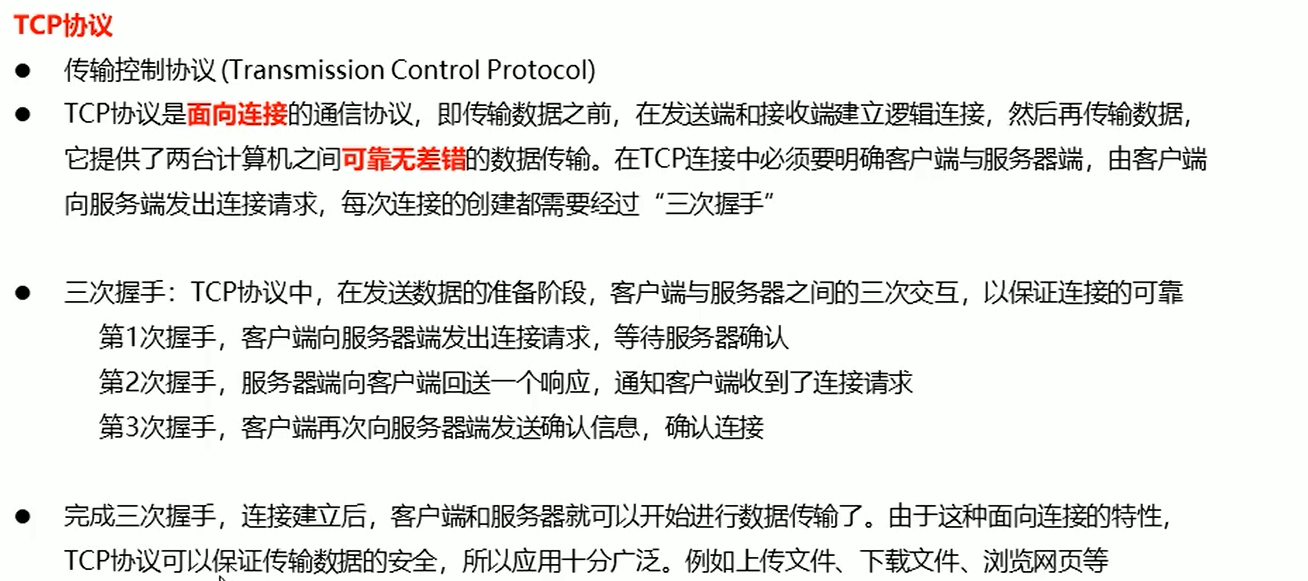 TCP协议
● 传输控制协议 (Transmission Control Protocol)
● TCP协议是面向连接的通信协议，即传输数据之前，在发送端和接收端建立逻辑连接，然后再传输数据，
它提供了两台计算机之间可靠无差错的数据传输。在TCP连接中必须要明确客户端与服务器端，由客户端
向服务端发出连接请求，每次连接的创建都需要经过“三次握手”
● 三次握手：TCP协议中，在发送数据的准备阶段，客户端与服务器之间的三次交互，以保证连接的可靠
第1次握手，客户端向服务器端发出连接请求，等待服务器确认
第2次握手，服务器端向客户端回送一个响应，通知客户端收到了连接请求
第3次握手，客户端再次向服务器端发送确认信息，确认连接
● 完成三次握手，连接建立后，客户端和服务器就可以开始进行数据传输了。由于这种面向连接的特性，
TCP协议可以保证传输数据的安全，所以应用十分广泛。例如上传文件、下载文件、浏览网页等